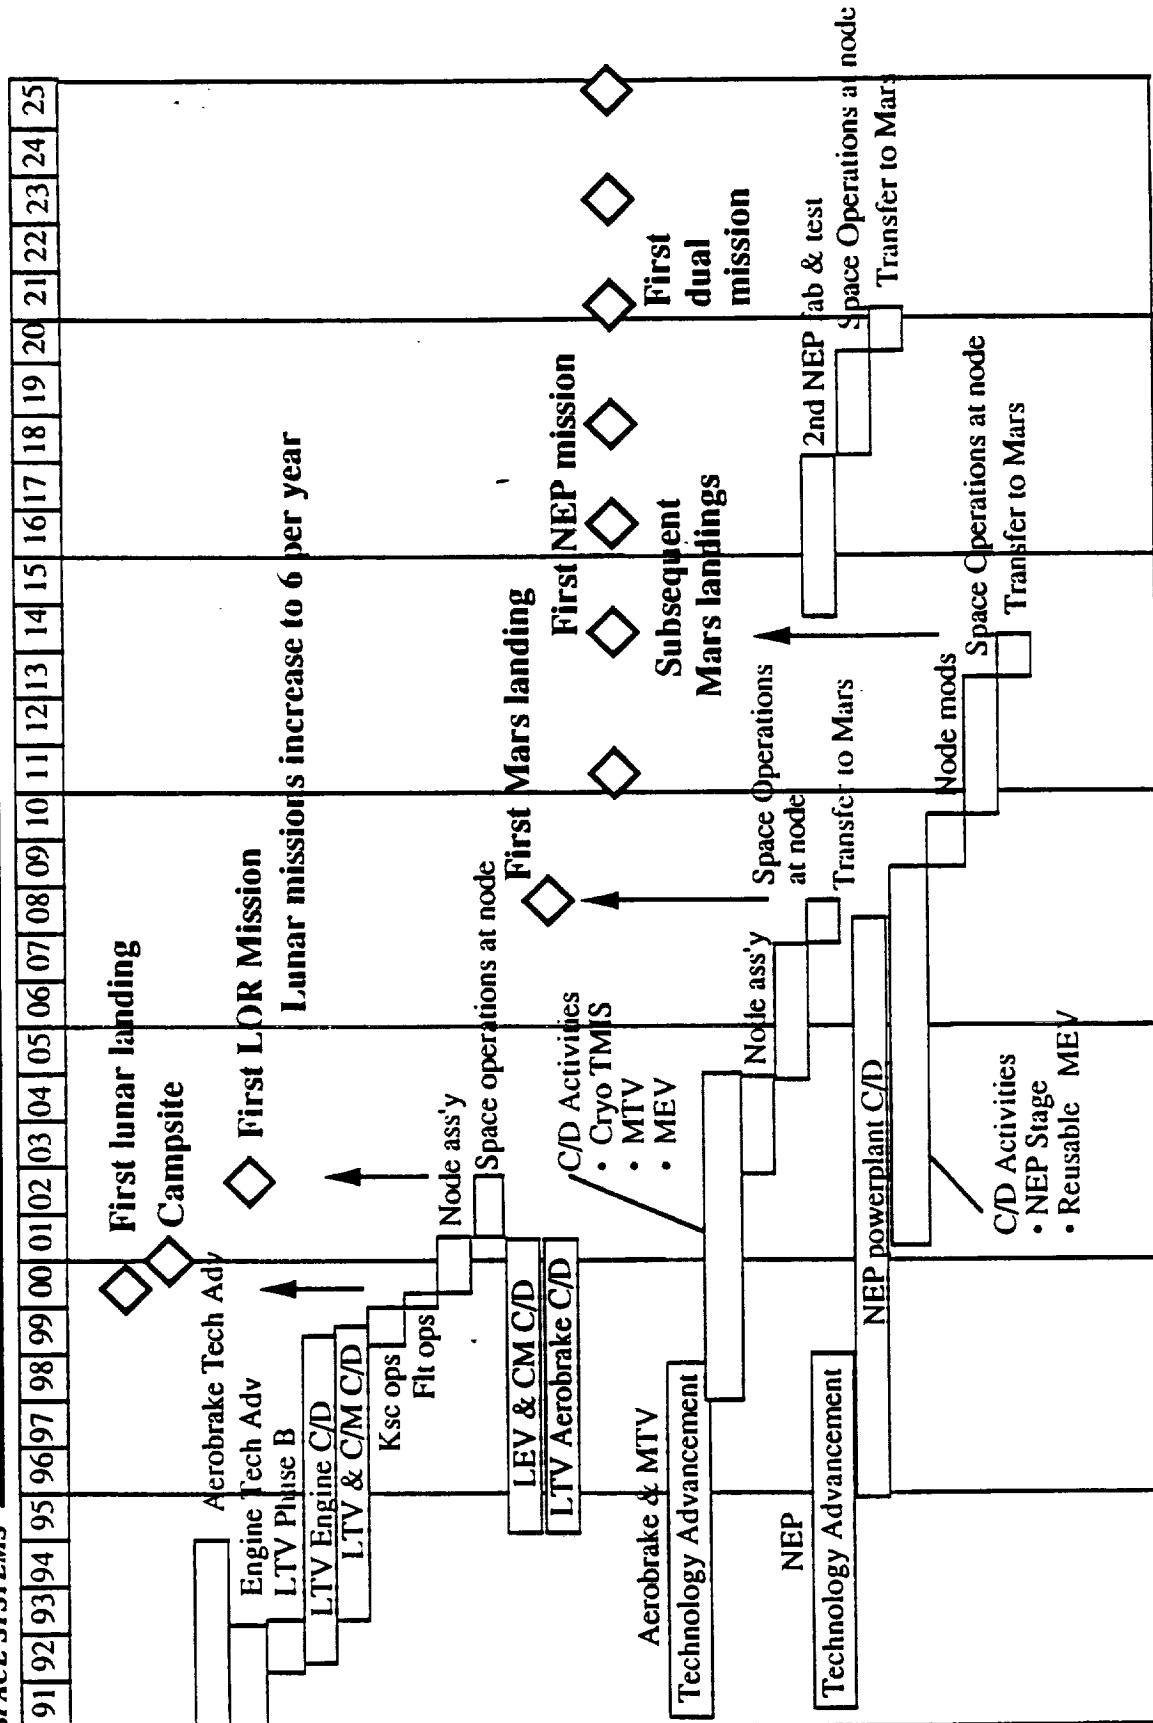 SPACE SYSTEMS
91 92 93 94 95 96 97 98 99 00 01 02 03 04 05 06 07 08 09 10 11 12 13 14 15 16 17 18 19 20 21 22 23 24 25
First lunar landing
Campsite
First LOR Mission
Lunar missions increase to 6 per year
Aerobrake Tech Adv
Engine Tech Adv
LTV Phase B
LTV Engine C/D
LTV & C/M C/D
Ksc ops
Flt ops
Node ass'y
Space operations at node
LEV & CM C/D
LTV Aerobrake C/D
First Mars landing
First NEP mission
Subsequent
Mars landings
First
dual
mission
C/D Activities
• Cryo TMIS
• MTV
• MEV
Aerobrake & MTV
Technology Advancement
Node ass'y
Space Operations
at node
Transfer to Mars
NEP
Technology Advancement
NEP powerplant C/D
C/D Activities
• NEP Stage
• Reusable MEV
Node mods
Space Operations at node
Transfer to Mars
2nd NEP fab & test
Space Operations at node
Transfer to Mars